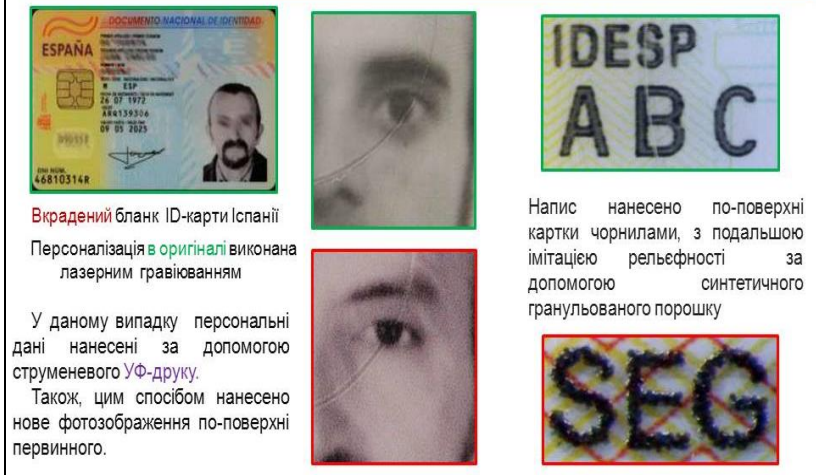 DOCUMENTO NACIONAL DE IDENTIDAD
ESPAÑA
M ESP
26 07 1972
09 05 2025
DNI NÚM.
46810314R
Вкрадений бланк ID-карти Іспанії
Персоналізація в оригіналі виконана
лазерним гравіюванням
У даному випадку персональні
дані нанесені за допомогою
струменевого УФ-друку.
Також, цим способом нанесено
нове фотозображення по-поверхні
первинного.
IDESP
A B C
Напис нанесено по-поверхні
картки чорнилами, з подальшою
імітацією рельєфності за
допомогою синтетичного
гранульованого порошку
SEG